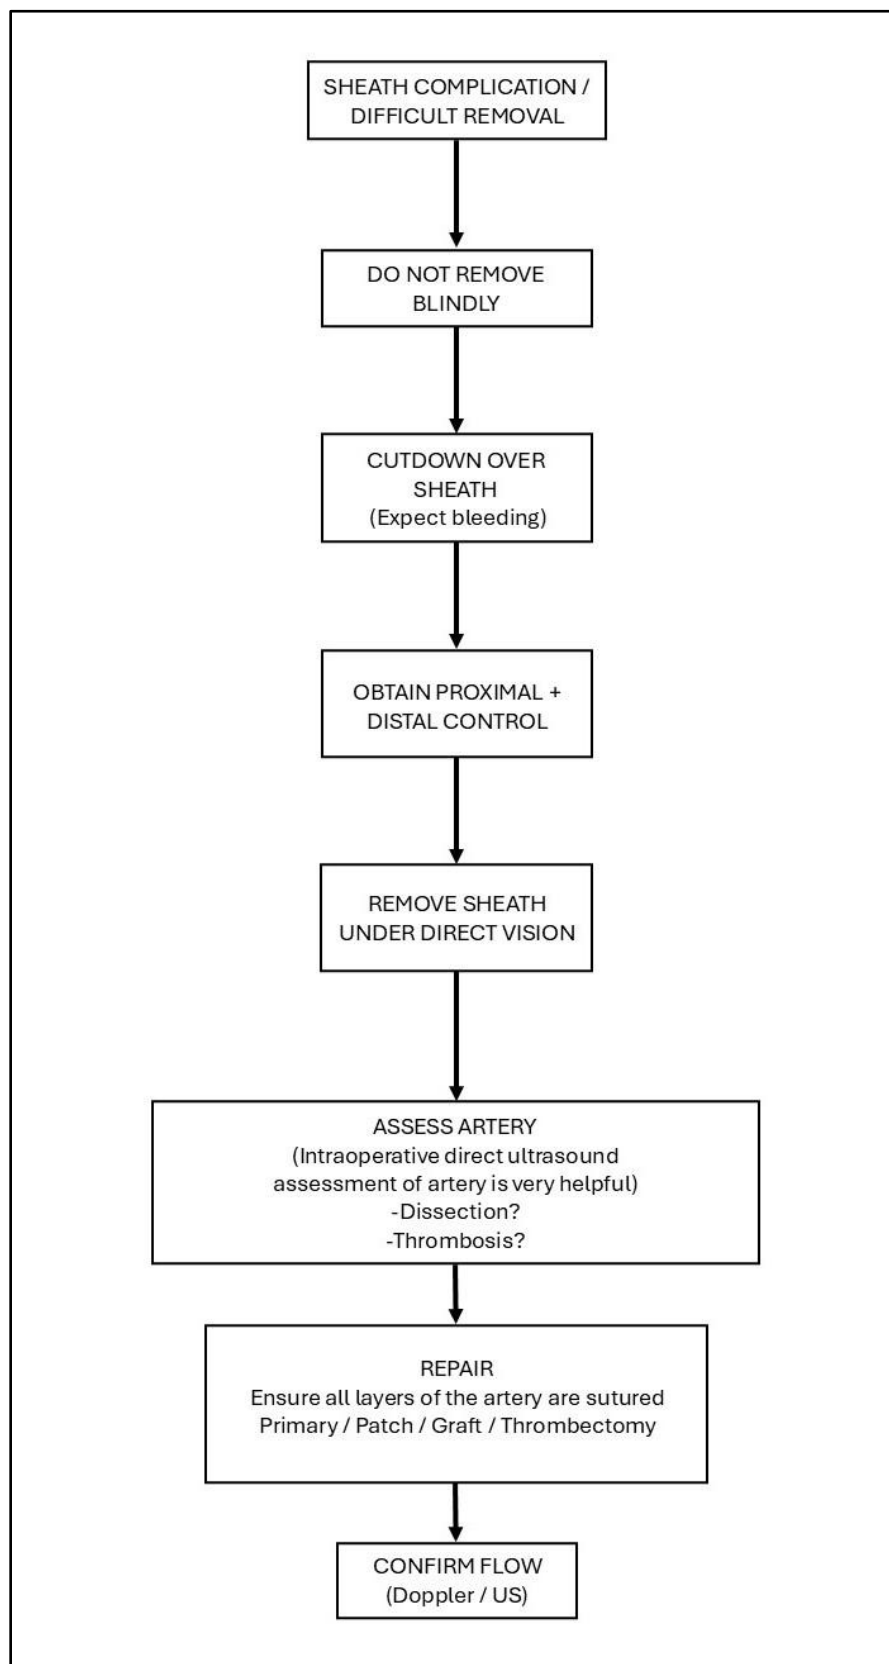 SHEATH COMPLICATION /
DIFFICULT REMOVAL
DO NOT REMOVE
BLINDLY
CUTDOWN OVER
SHEATH
(Expect bleeding)
OBTAIN PROXIMAL +
DISTAL CONTROL
REMOVE SHEATH
UNDER DIRECT VISION
ASSESS ARTERY
(Intraoperative direct ultrasound
assessment of artery is very helpful)
-Dissection?
-Thrombosis?
REPAIR
Ensure all layers of the artery are sutured
Primary / Patch / Graft / Thrombectomy
CONFIRM FLOW
(Doppler / US)